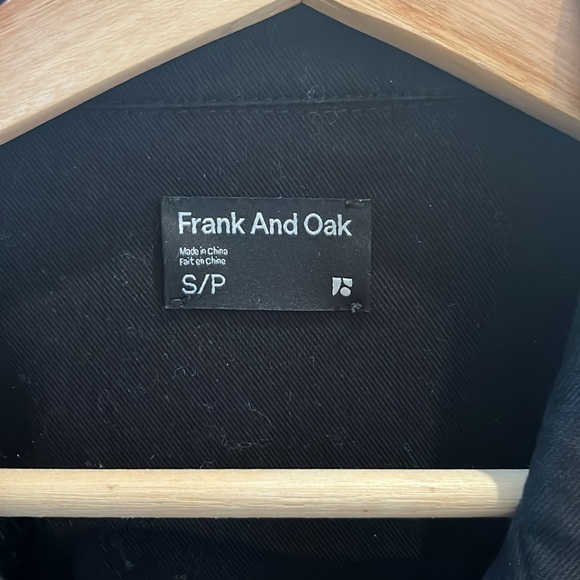 Frank And Oak
Made in China
Fait en Chine
S/P